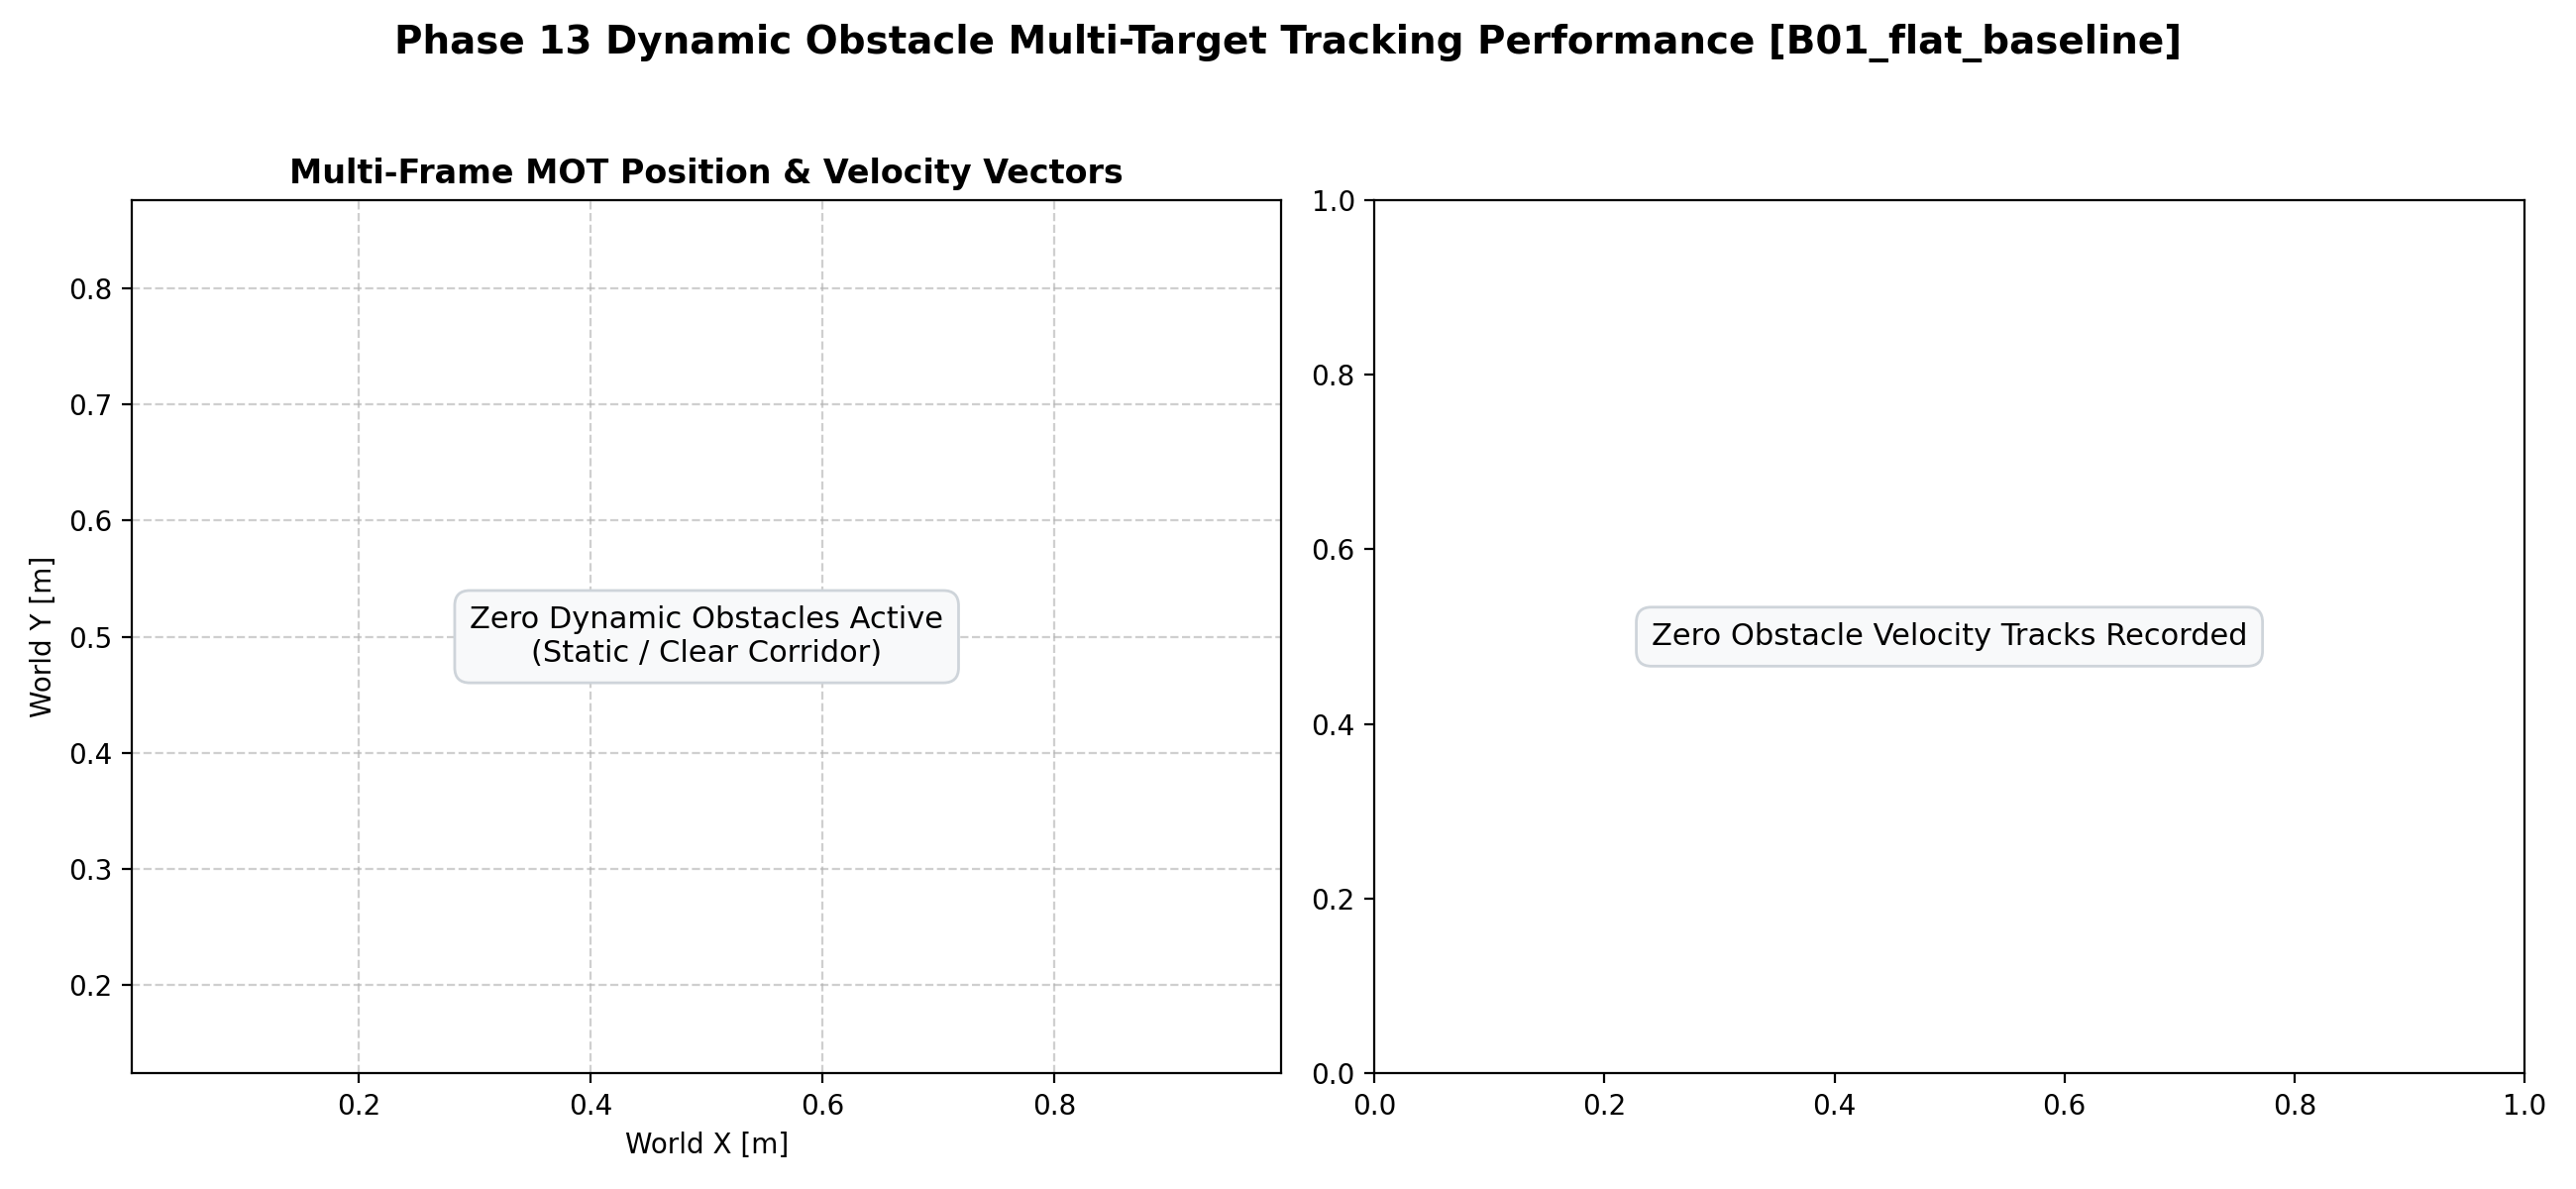 Phase 13 Dynamic Obstacle Multi-Target Tracking Performance [B01_flat_baseline]
Multi-Frame MOT Position & Velocity Vectors
0.8
0.7
0.6
0.5
0.4
0.3
0.2
World Y [m]
Zero Dynamic Obstacles Active
(Static / Clear Corridor)
0.2 0.4 0.6 0.8
World X [m]
1.0
0.8
0.6
0.4
0.2
0.0
Zero Obstacle Velocity Tracks Recorded
0.0 0.2 0.4 0.6 0.8 1.0